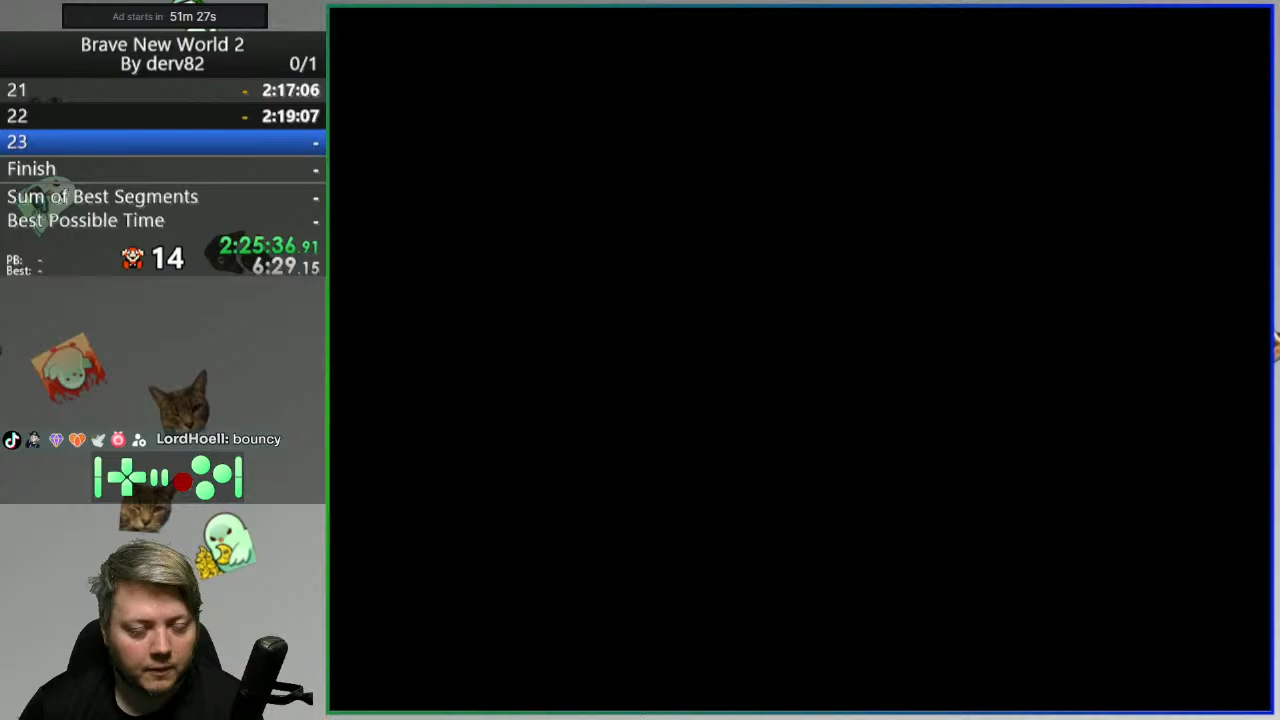 Ad starts in 51m 27s
Brave New World 2
By derv82 0/1
21 - 2:17:06
22 - 2:19:07
23 -
Finish -
Sum of Best Segments -
Best Possible Time -
PB: -
Best: -
14
2:25:36.91
6:29.15
LordHoell: bouncy